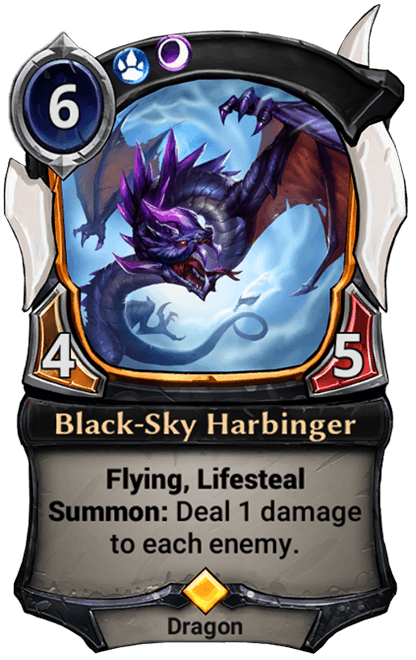 6
4
5
Black-Sky Harbinger
Flying, Lifesteal
Summon: Deal 1 damage
to each enemy.
Dragon